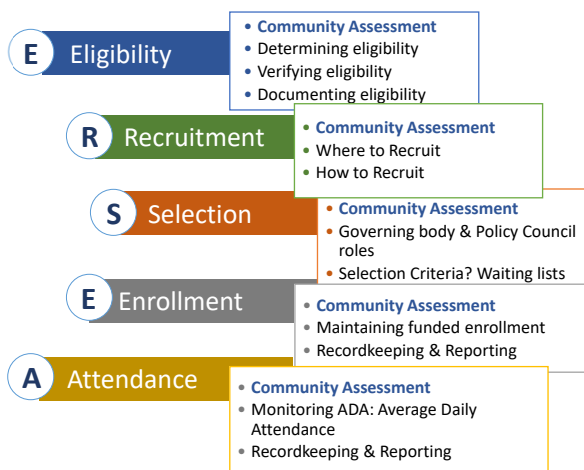 E Eligibility
• Community Assessment
• Determining eligibility
• Verifying eligibility
• Documenting eligibility
R Recruitment
• Community Assessment
• Where to Recruit
• How to Recruit
S Selection
• Community Assessment
• Governing body & Policy Council
roles
• Selection Criteria? Waiting lists
E Enrollment
• Community Assessment
• Maintaining funded enrollment
• Recordkeeping & Reporting
A Attendance
• Community Assessment
• Monitoring ADA: Average Daily
Attendance
• Recordkeeping & Reporting